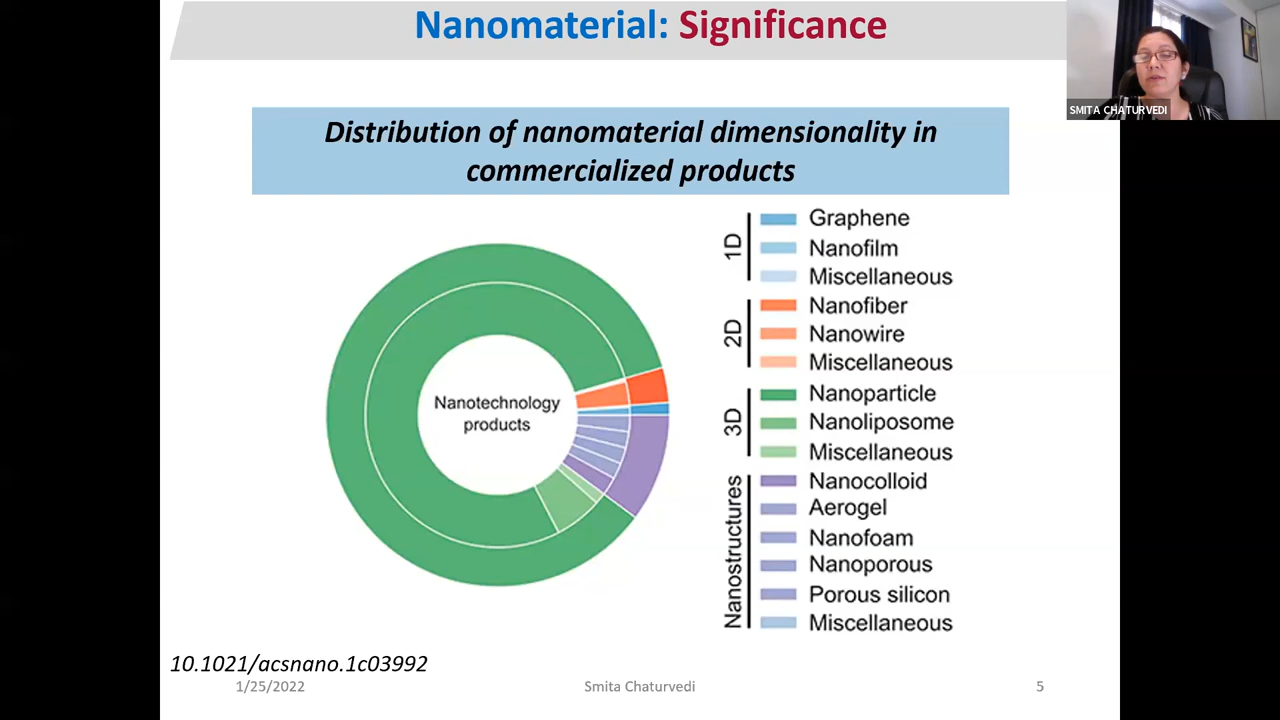 Nanomaterial: Significance
SMITA CHATURVEDI
Distribution of nanomaterial dimensionality in
commercialized products
Nanotechnology
products
1D
Graphene
Nanofilm
Miscellaneous
2D
Nanofiber
Nanowire
Miscellaneous
3D
Nanoparticle
Nanoliposome
Miscellaneous
Nanostructures
Nanocolloid
Aerogel
Nanofoam
Nanoporous
Porous silicon
Miscellaneous
10.1021/acsnano.1c03992
1/25/2022
Smita Chaturvedi
5